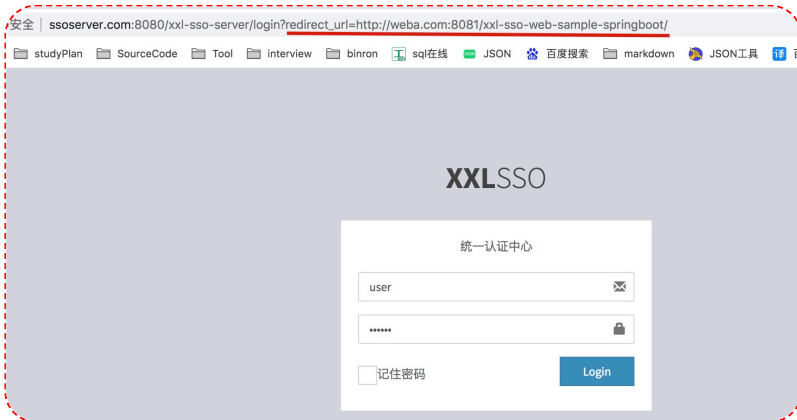 安全 | ssoserver.com:8080/xxl-sso-server/login?redirect_url=http://weba.com:8081/xxl-sso-web-sample-springboot/
studyPlan SourceCode Tool interview binron sql在线 JSON 百度搜索 markdown JSON工具
XXLSSO
统一认证中心
user
••••••
记住密码 Login